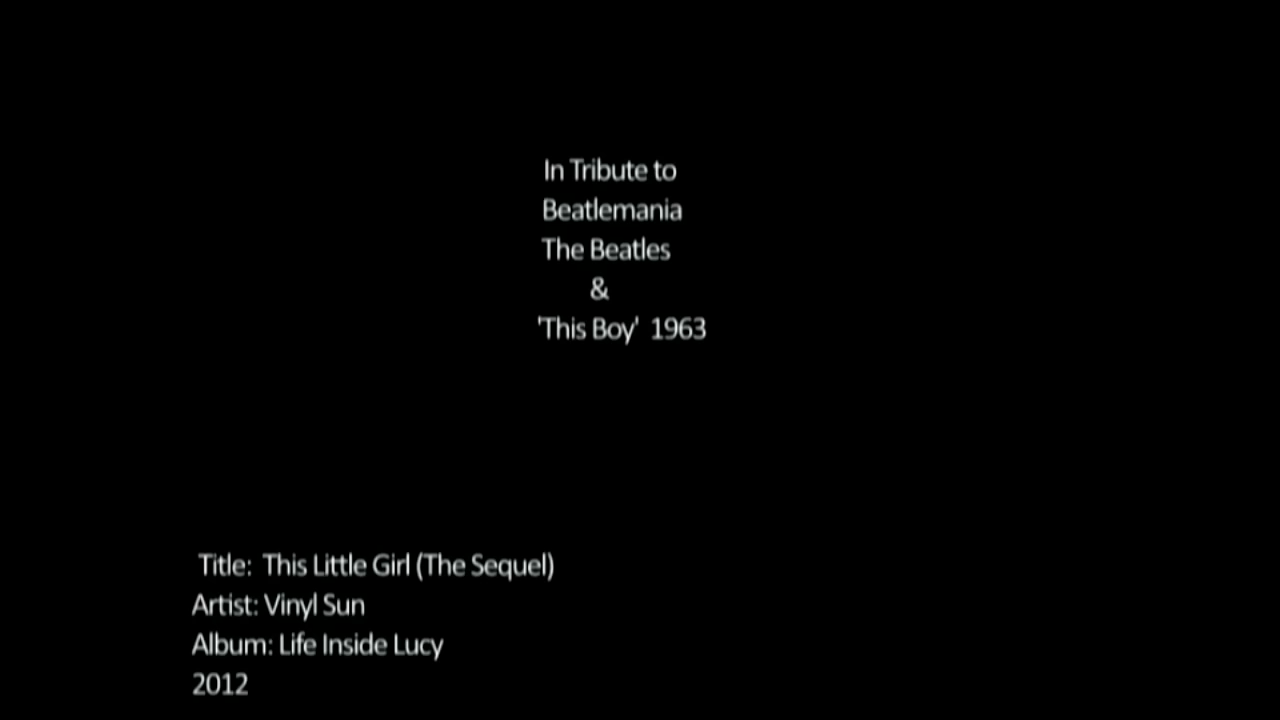 In Tribute to
Beatlemania
The Beatles
&
'This Boy' 1963
Title: This Little Girl (The Sequel)
Artist: Vinyl Sun
Album: Life Inside Lucy
2012